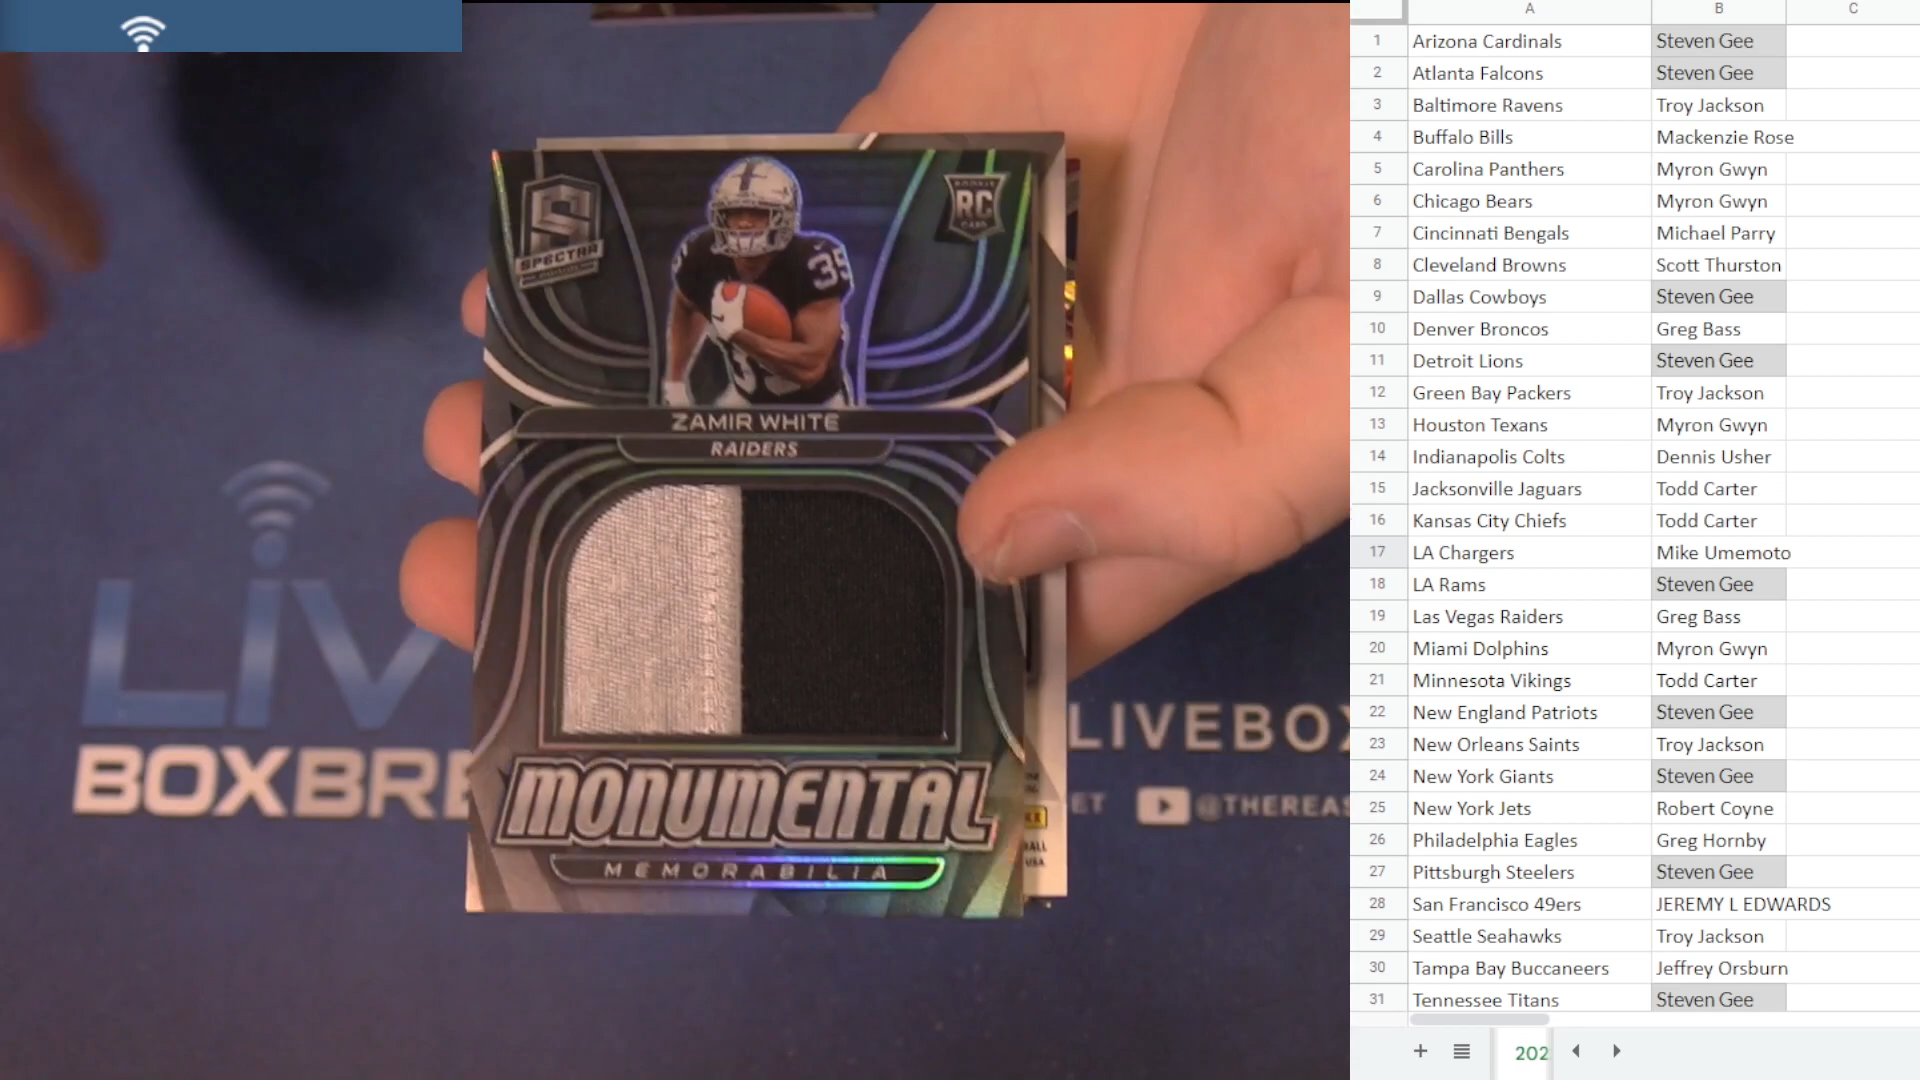 SPECTRA
ROOKIE
RC
CARD
35
ZAMIR WHITE
RAIDERS
MONUMENTAL
MEMORABILIA
LIV
BOXBRE
LIVEBOX
ET
@THEREAS
A B C
1 Arizona Cardinals Steven Gee
2 Atlanta Falcons Steven Gee
3 Baltimore Ravens Troy Jackson
4 Buffalo Bills Mackenzie Rose
5 Carolina Panthers Myron Gwyn
6 Chicago Bears Myron Gwyn
7 Cincinnati Bengals Michael Parry
8 Cleveland Browns Scott Thurston
9 Dallas Cowboys Steven Gee
10 Denver Broncos Greg Bass
11 Detroit Lions Steven Gee
12 Green Bay Packers Troy Jackson
13 Houston Texans Myron Gwyn
14 Indianapolis Colts Dennis Usher
15 Jacksonville Jaguars Todd Carter
16 Kansas City Chiefs Todd Carter
17 LA Chargers Mike Umemoto
18 LA Rams Steven Gee
19 Las Vegas Raiders Greg Bass
20 Miami Dolphins Myron Gwyn
21 Minnesota Vikings Todd Carter
22 New England Patriots Steven Gee
23 New Orleans Saints Troy Jackson
24 New York Giants Steven Gee
25 New York Jets Robert Coyne
26 Philadelphia Eagles Greg Hornby
27 Pittsburgh Steelers Steven Gee
28 San Francisco 49ers JEREMY L EDWARDS
29 Seattle Seahawks Troy Jackson
30 Tampa Bay Buccaneers Jeffrey Orsburn
31 Tennessee Titans Steven Gee
202